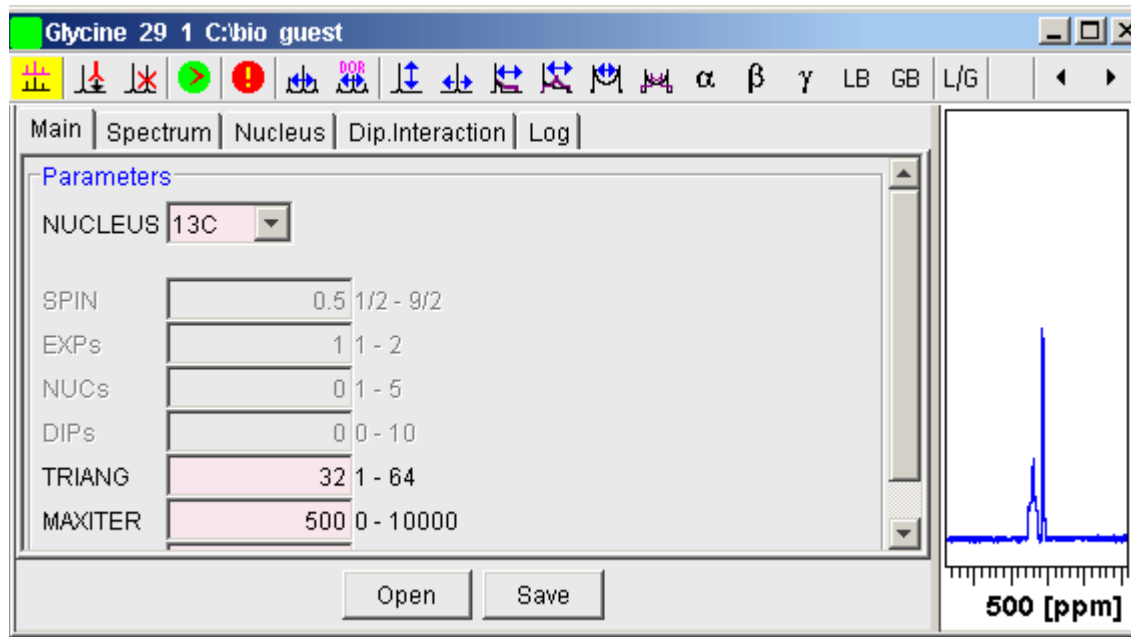 Glycine 29 1 C:\bio guest
DOR α β γ LB GB L/G
Main Spectrum Nucleus Dip.Interaction Log
Parameters
NUCLEUS 13C
SPIN 0.5 1/2 - 9/2
EXPs 1 1 - 2
NUCs 0 1 - 5
DIPs 0 0 - 10
TRIANG 32 1 - 64
MAXITER 500 0 - 10000
Open Save
500 [ppm]